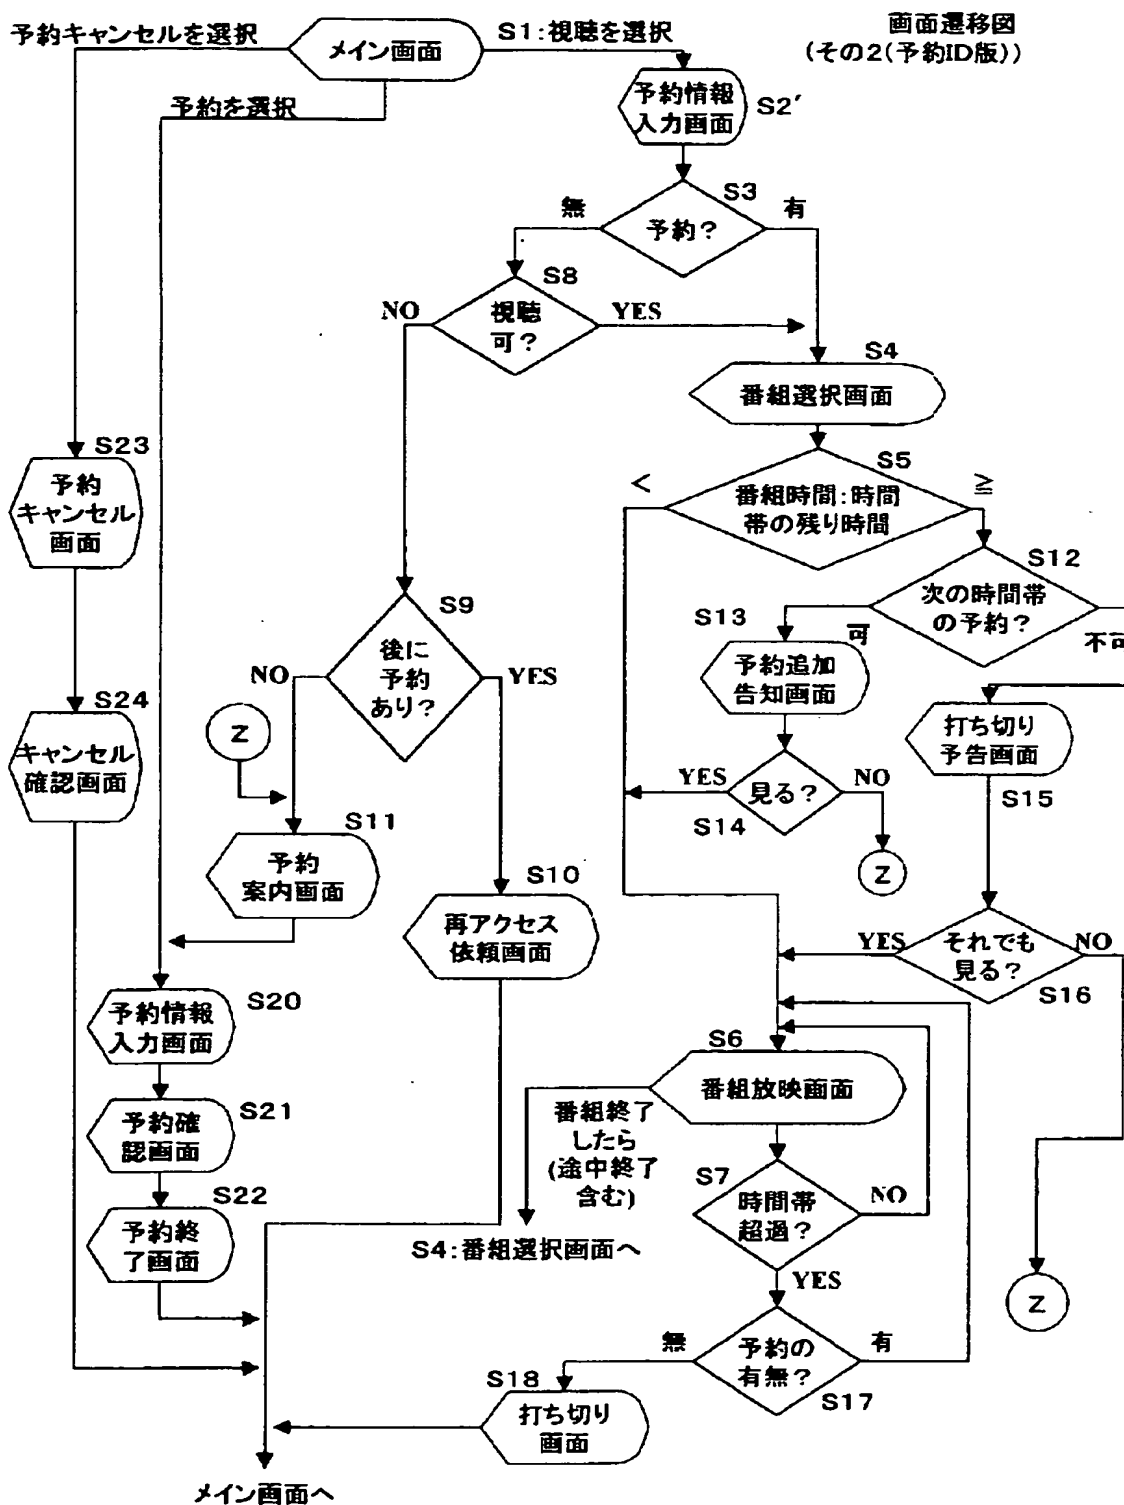 画面遷移図
(その2(予約ID版))
予約キャンセルを選択
メイン画面
S1:視聴を選択
予約を選択
予約情報
入力画面
S2′
S3
無
予約?
有
S8
NO
視聴
可?
YES
S4
番組選択画面
S5
<
番組時間:時間
帯の残り時間
≧
S23
予約
キャンセル
画面
S12
次の時間帯
の予約?
S13
可
不可
予約追加
告知画面
S9
後に
予約
あり?
NO
YES
S24
キャンセル
確認画面
Z
打ち切り
予告画面
S15
YES
見る?
NO
S14
Z
S11
予約
案内画面
S10
再アクセス
依頼画面
YES
それでも
見る?
NO
S16
S20
予約情報
入力画面
S6
番組放映画面
S21
予約確
認画面
番組終了
したら
(途中終了
含む)
S7
時間帯
超過?
NO
S22
予約終
了画面
S4:番組選択画面へ
YES
Z
無
予約の
有無?
有
S17
S18
打ち切り
画面
メイン画面へ